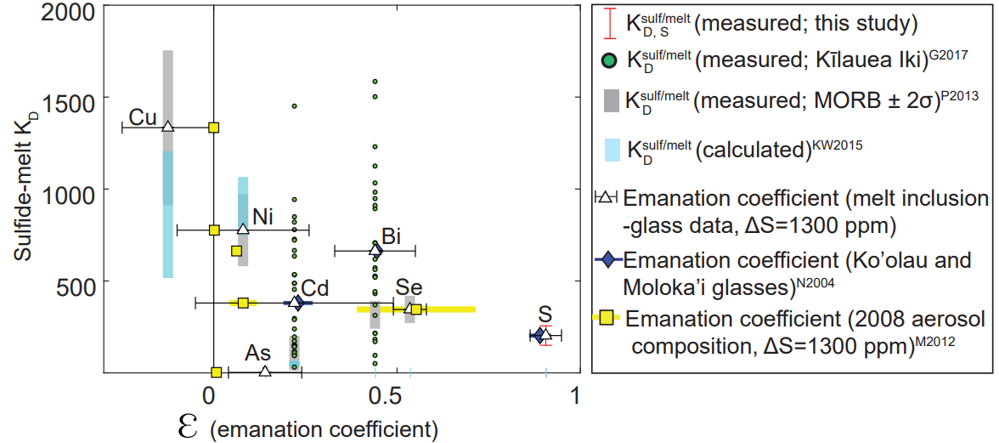 2000
1500
1000
500
Sulfide-melt K_D
Cu
Ni
Bi
Cd
Se
S
As
0
0.5
1
ℇ (emanation coefficient)
K_{D, S}^{sulf/melt} (measured; this study)
K_D^{sulf/melt} (measured; Kīlauea Iki)^{G2017}
K_D^{sulf/melt} (measured; MORB ± 2σ)^{P2013}
K_D^{sulf/melt} (calculated)^{KW2015}
Emanation coefficient (melt inclusion
-glass data, ΔS=1300 ppm)
Emanation coefficient (Ko’olau and
Moloka’i glasses)^{N2004}
Emanation coefficient (2008 aerosol
composition, ΔS=1300 ppm)^{M2012}